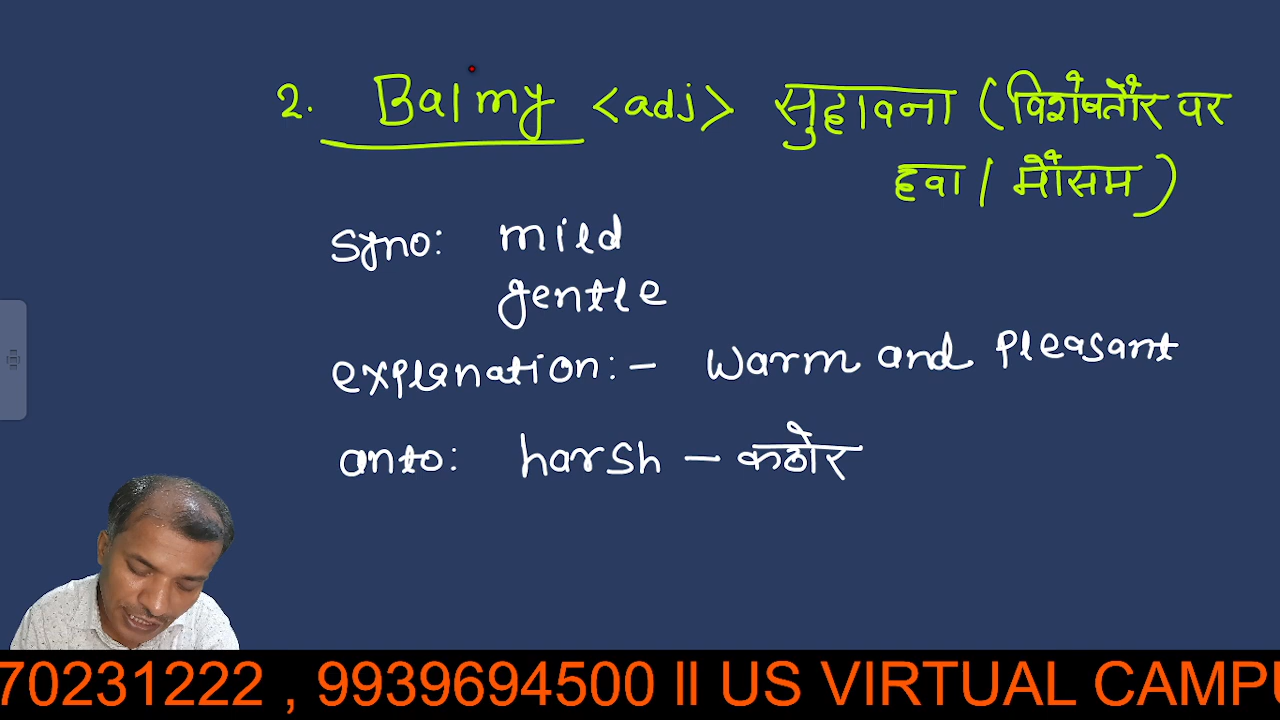 2. Balmy <adj> सुहावना (विशेषतौर पर
हवा / मौसम)
syno: mild
gentle
explanation:- Warm and pleasant
anto: harsh - कठोर
70231222 , 9939694500 ll US VIRTUAL CAMPU